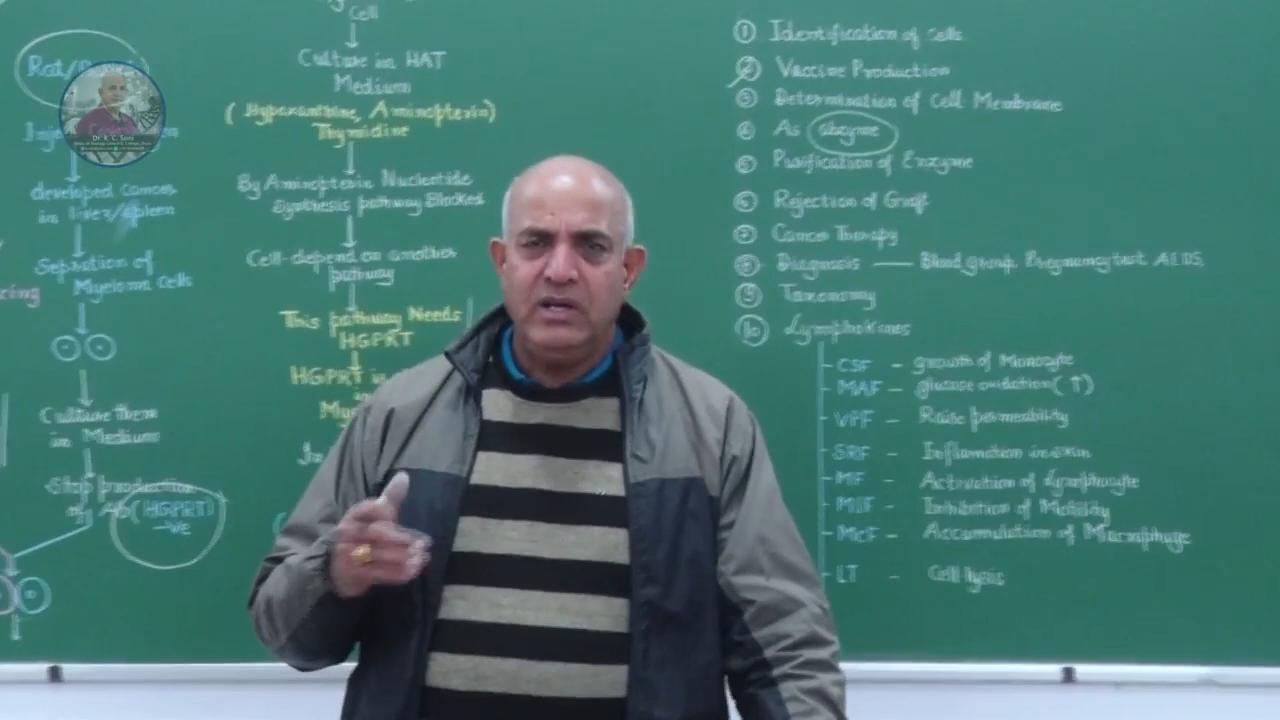 Rat/
developed cancer
in liver/spleen
Sepration of
Myeloma cells
Culture them
in Medium
Stop production
of Ab (HGPRT)
-ve
Cell
Culture in HAT
Medium
(Hypoxanthine, Aminopterin)
Thymidine
By Aminopterin Nucleotide
Synthesis pathway Blocked
Cell depend on another
pathway
This pathway Needs
HGPRT
HGPRT
① Identification of Cells
② Vaccine Production
③ Determination of Cell Membrane
④ As abzyme
⑤ Purification of Enzyme
⑥ Rejection of Graft
⑦ Cancer Therapy
⑧ Diagnosis — Blood group. Pregnancy test AIDS.
⑨ Taxonomy
⑩ Lymphokines
CSF - growth of Monocyte
MAF - glucose oxidation(↑)
VPF - Raise permeability
SRF - Inflamation in skin
MF - Activation of Lymphocyte
MIF - Inhibition of Motility
McF - Accumulation of Macrophage
LT - Cell lysis